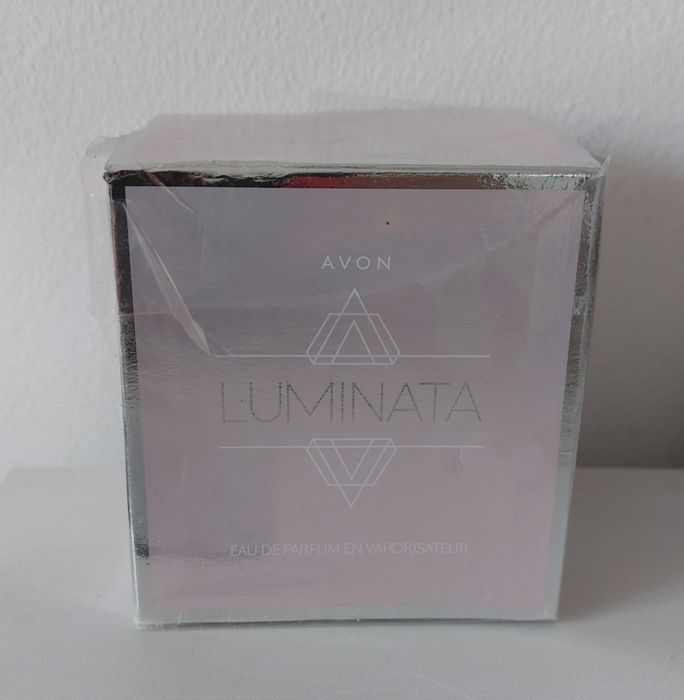 AVON
LUMINATA
EAU DE PARFUM EN VAPORISATEUR